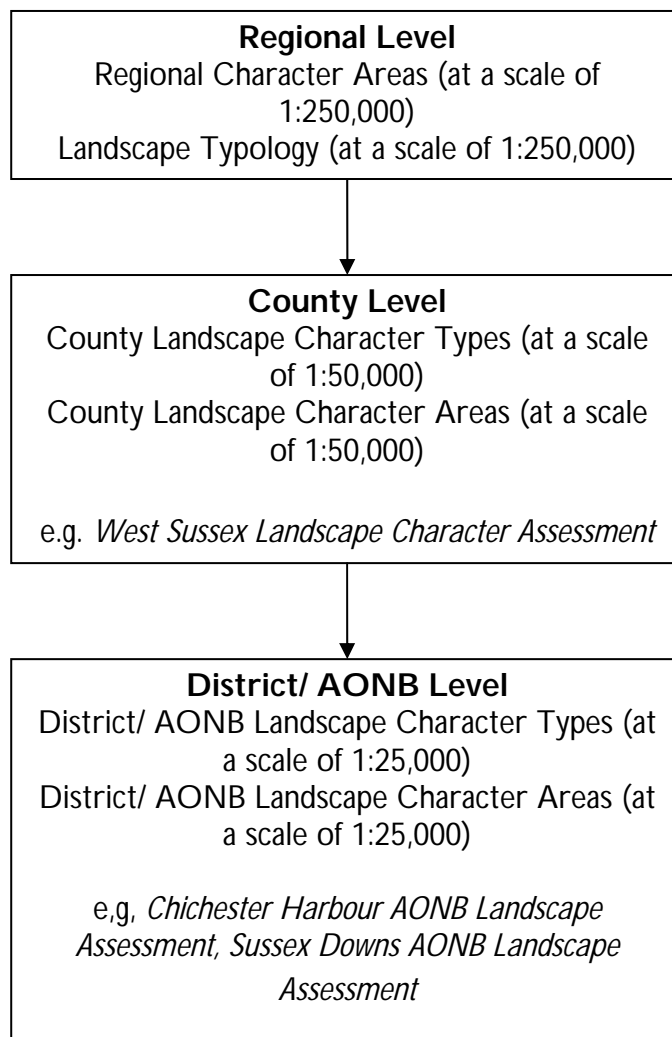 Regional Level
Regional Character Areas (at a scale of
1:250,000)
Landscape Typology (at a scale of 1:250,000)
County Level
County Landscape Character Types (at a scale
of 1:50,000)
County Landscape Character Areas (at a scale
of 1:50,000)
e.g. West Sussex Landscape Character Assessment
District/ AONB Level
District/ AONB Landscape Character Types (at
a scale of 1:25,000)
District/ AONB Landscape Character Areas (at
a scale of 1:25,000)
e,g, Chichester Harbour AONB Landscape
Assessment, Sussex Downs AONB Landscape
Assessment